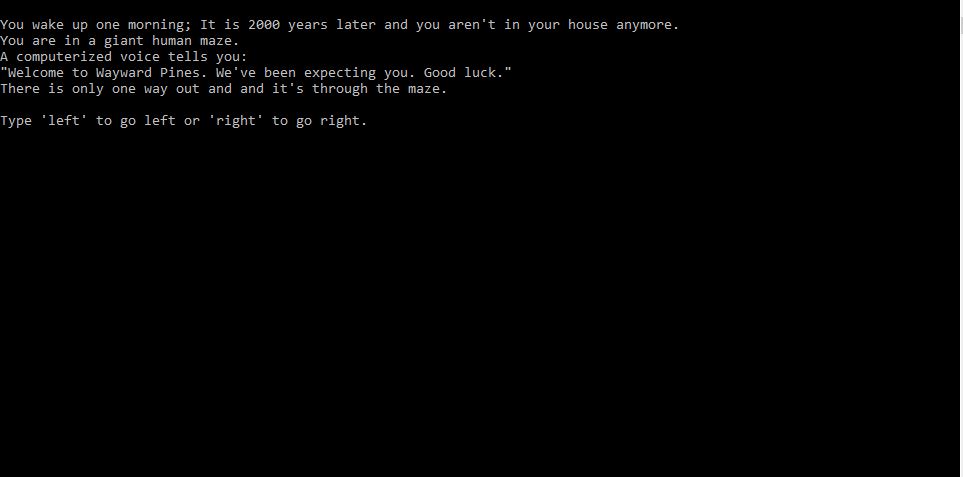 You wake up one morning; It is 2000 years later and you aren't in your house anymore.
You are in a giant human maze.
A computerized voice tells you:
"Welcome to Wayward Pines. We've been expecting you. Good luck."
There is only one way out and and it's through the maze.
Type 'left' to go left or 'right' to go right.